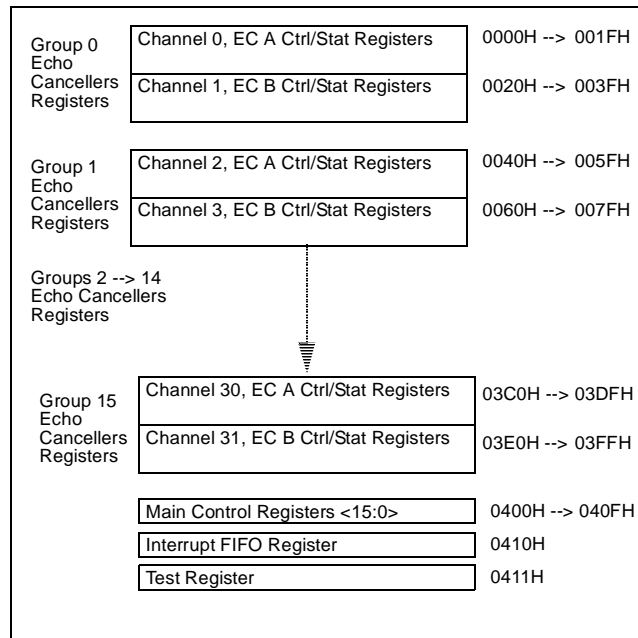 Group 0
Echo
Cancellers
Registers
Channel 0, EC A Ctrl/Stat Registers
0000H --> 001FH
Channel 1, EC B Ctrl/Stat Registers
0020H --> 003FH
Group 1
Echo
Cancellers
Registers
Channel 2, EC A Ctrl/Stat Registers
0040H --> 005FH
Channel 3, EC B Ctrl/Stat Registers
0060H --> 007FH
Groups 2 --> 14
Echo Cancellers
Registers
Group 15
Echo
Cancellers
Registers
Channel 30, EC A Ctrl/Stat Registers
03C0H --> 03DFH
Channel 31, EC B Ctrl/Stat Registers
03E0H --> 03FFH
Main Control Registers <15:0>
0400H --> 040FH
Interrupt FIFO Register
0410H
Test Register
0411H